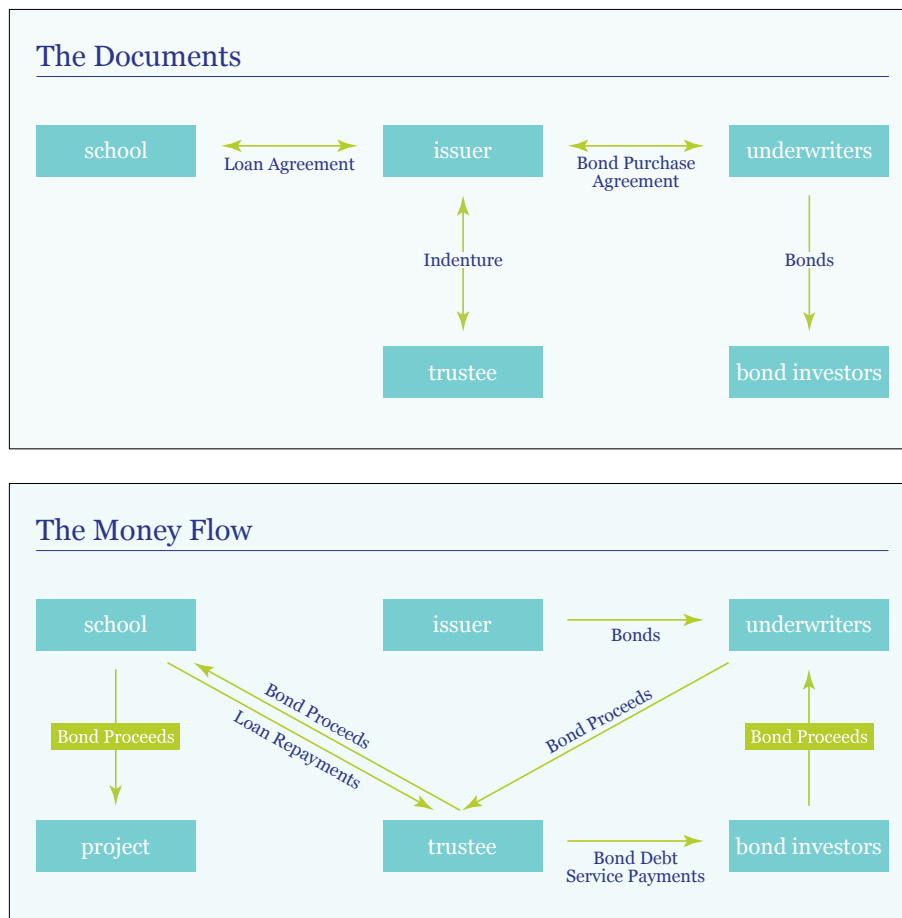 The Documents
school
issuer
underwriters
Loan Agreement
Bond Purchase
Agreement
Indenture
Bonds
trustee
bond investors
The Money Flow
school
issuer
underwriters
Bonds
Bond Proceeds
Loan Repayments
Bond Proceeds
Bond Proceeds
Bond Proceeds
project
trustee
bond investors
Bond Debt
Service Payments